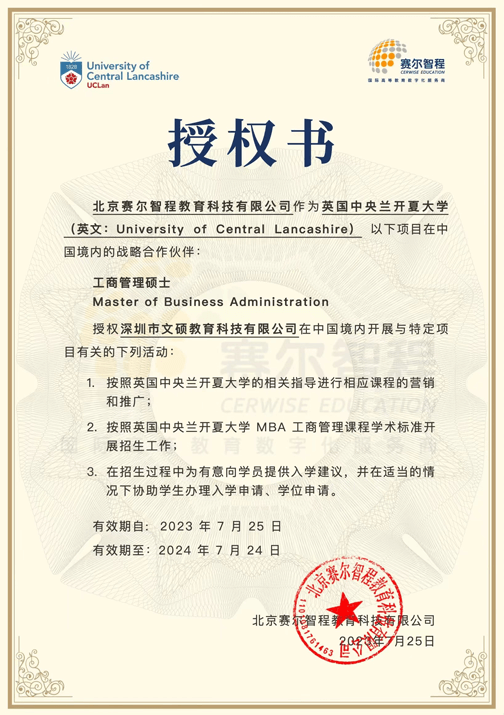 1828
University of
Central Lancashire
UCLan
赛尔智程
CERWISE EDUCATION
国际高等教育数字化服务商
授权书
北京赛尔智程教育科技有限公司作为英国中央兰开夏大学
（英文：University of Central Lancashire） 以下项目在中
国境内的战略合作伙伴：
工商管理硕士
Master of Business Administration
授权深圳市文硕教育科技有限公司在中国境内开展与特定项
目有关的下列活动：
1. 按照英国中央兰开夏大学的相关指导进行相应课程的营销
和推广；
2. 按照英国中央兰开夏大学 MBA 工商管理课程学术标准开
展招生工作；
3. 在招生过程中为有意向学员提供入学建议，并在适当的情
况下协助学生办理入学申请、学位申请。
赛尔智程
CERWISE EDUCATION
国际高等教育数字化服务商
有效期自: 2023 年 7 月 25 日
有效期至: 2024 年 7 月 24 日
北京赛尔智程教育科技有限公司
2023年7月25日
北京赛尔智程教育科技有限公司